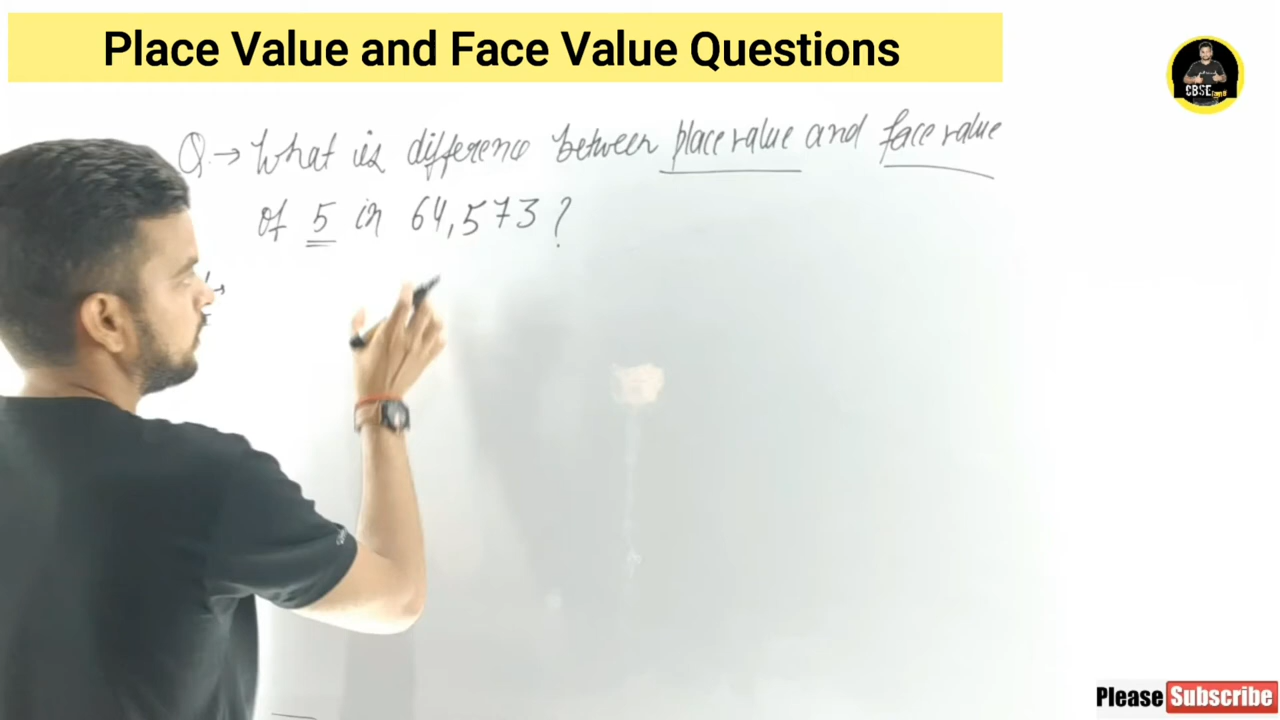 Place Value and Face Value Questions
CBSE
Q.→ What is difference between place value and face value
of 5 in 64,573?
Please Subscribe